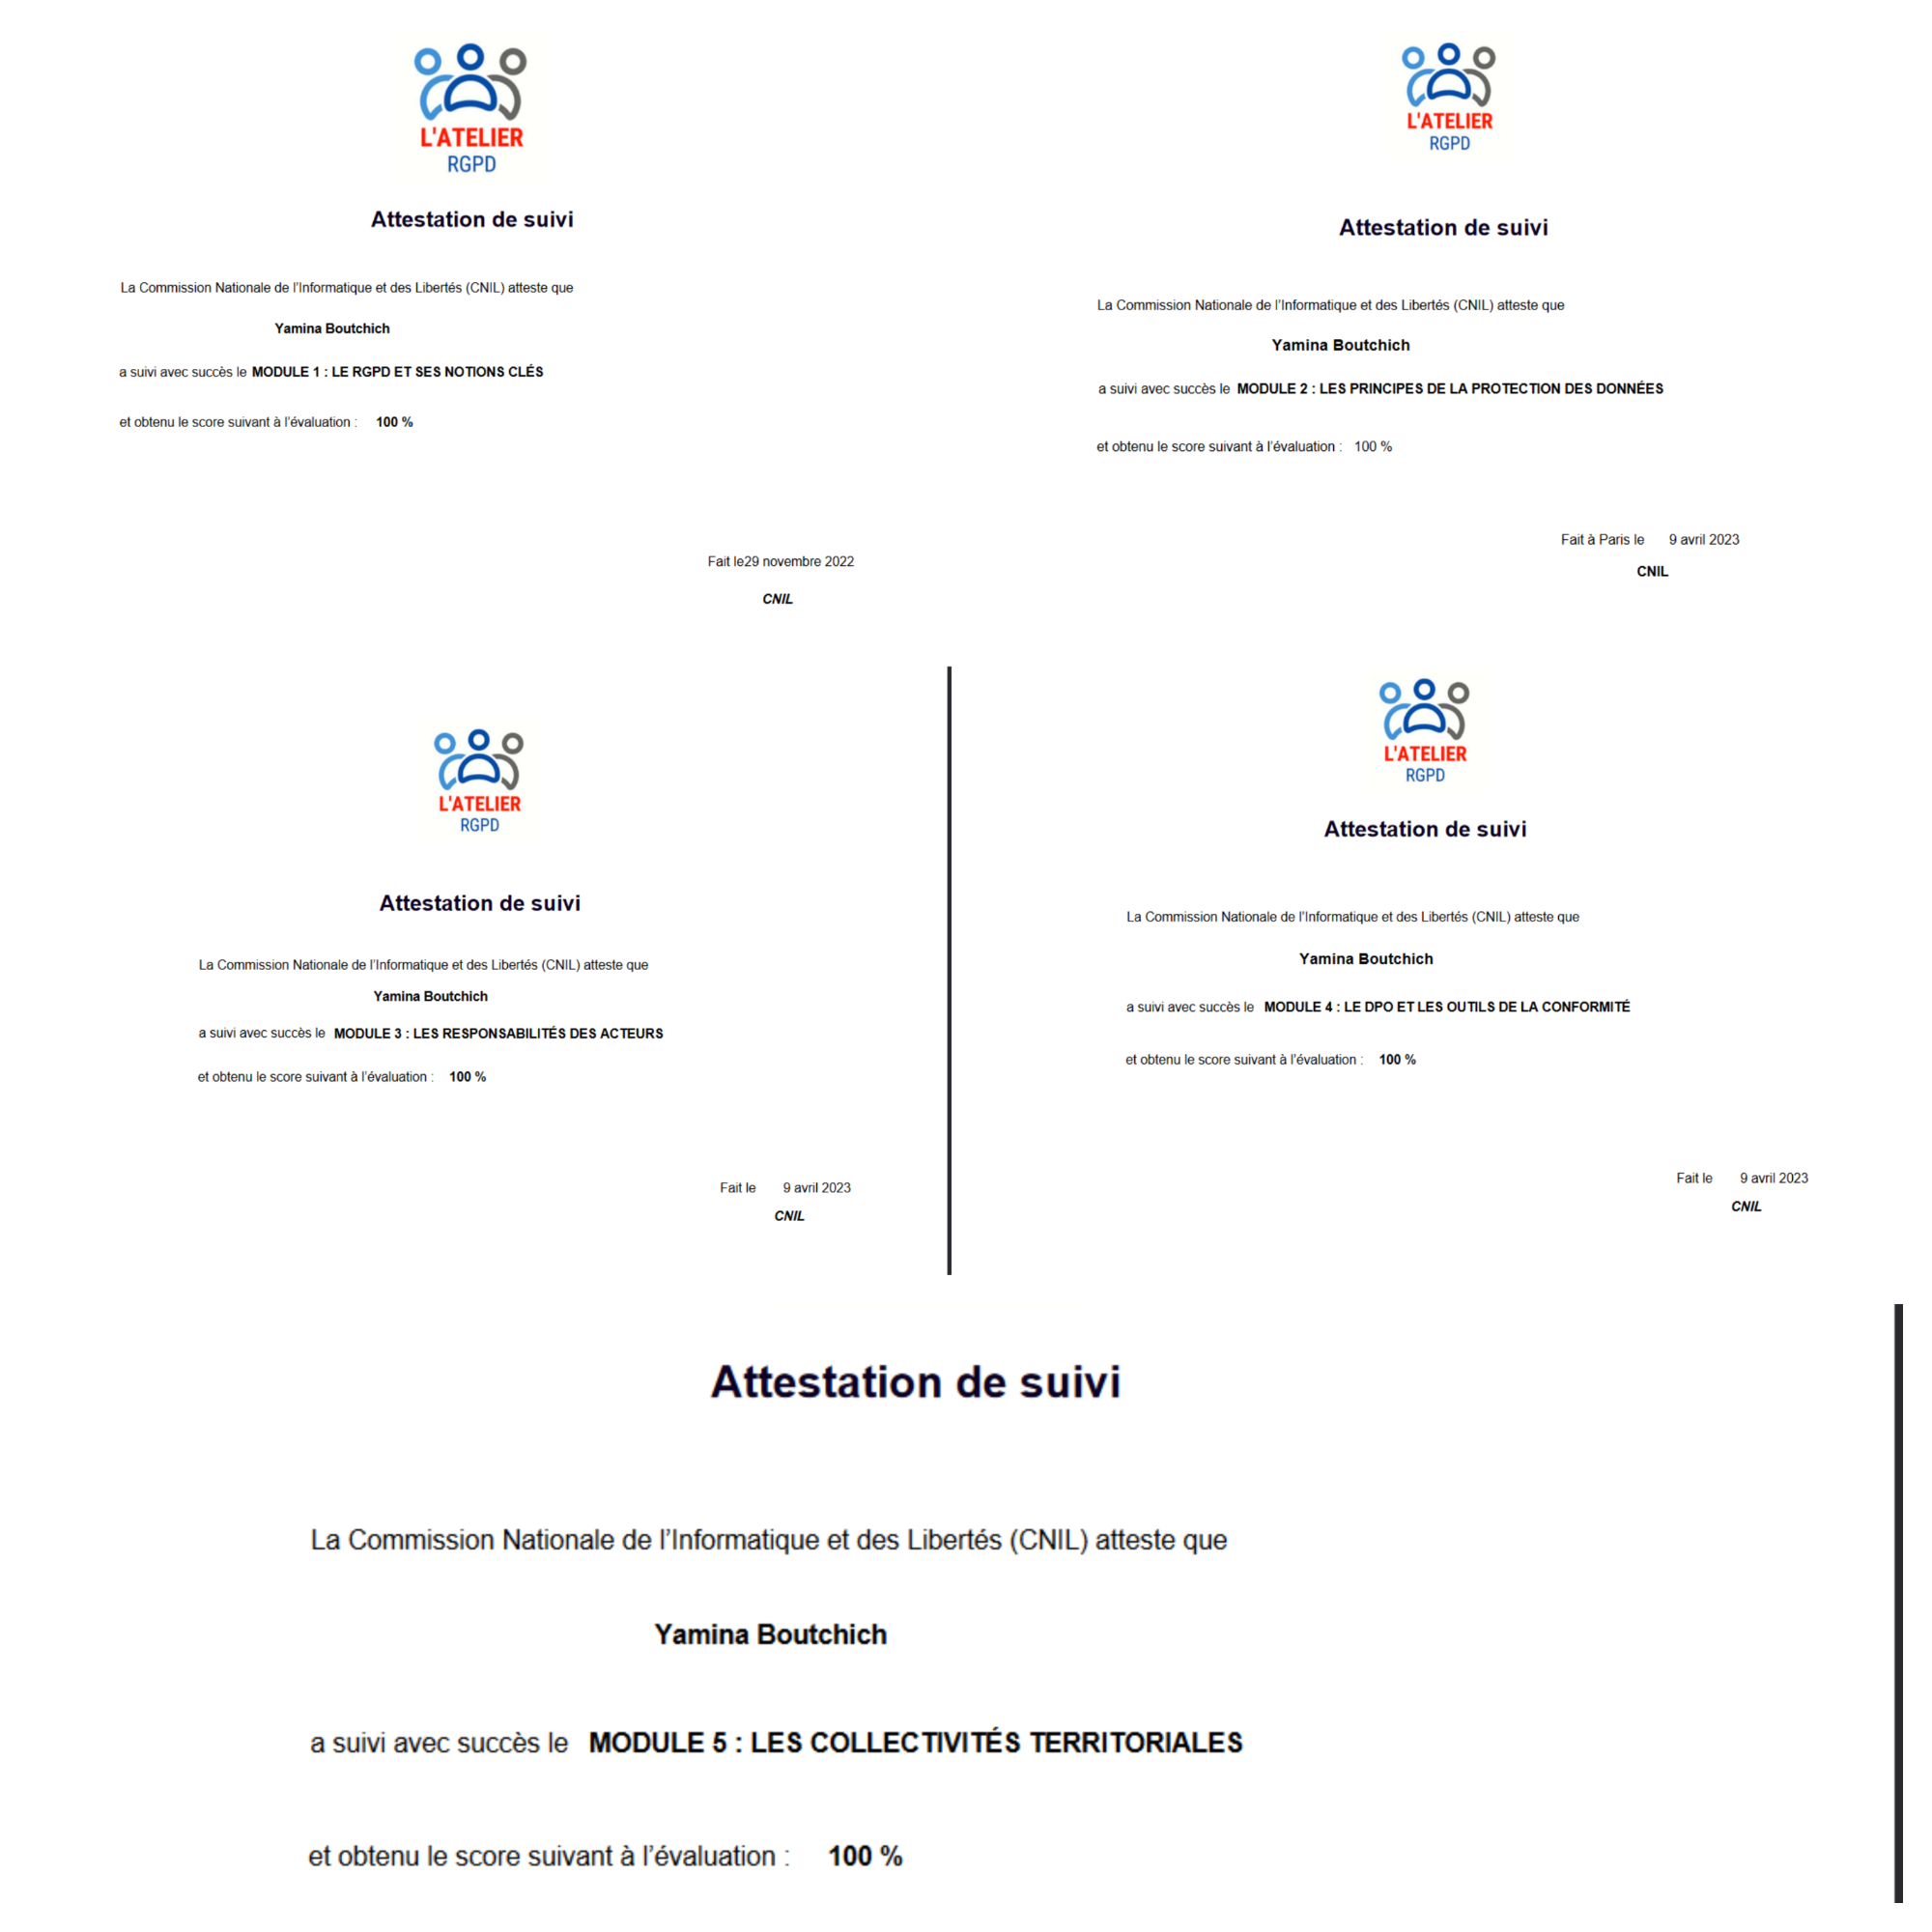 L'ATELIER
RGPD
Attestation de suivi
La Commission Nationale de l'Informatique et des Libertés (CNIL) atteste que
Yamina Boutchich
a suivi avec succès le MODULE 1 : LE RGPD ET SES NOTIONS CLÉS
et obtenu le score suivant à l'évaluation : 100 %
Fait le29 novembre 2022
CNIL
L'ATELIER
RGPD
Attestation de suivi
La Commission Nationale de l'Informatique et des Libertés (CNIL) atteste que
Yamina Boutchich
a suivi avec succès le MODULE 2 : LES PRINCIPES DE LA PROTECTION DES DONNÉES
et obtenu le score suivant à l'évaluation : 100 %
Fait à Paris le 9 avril 2023
CNIL
L'ATELIER
RGPD
Attestation de suivi
La Commission Nationale de l'Informatique et des Libertés (CNIL) atteste que
Yamina Boutchich
a suivi avec succès le MODULE 3 : LES RESPONSABILITÉS DES ACTEURS
et obtenu le score suivant à l'évaluation : 100 %
Fait le 9 avril 2023
CNIL
L'ATELIER
RGPD
Attestation de suivi
La Commission Nationale de l'Informatique et des Libertés (CNIL) atteste que
Yamina Boutchich
a suivi avec succès le MODULE 4 : LE DPO ET LES OUTILS DE LA CONFORMITÉ
et obtenu le score suivant à l'évaluation : 100 %
Fait le 9 avril 2023
CNIL
Attestation de suivi
La Commission Nationale de l'Informatique et des Libertés (CNIL) atteste que
Yamina Boutchich
a suivi avec succès le MODULE 5 : LES COLLECTIVITÉS TERRITORIALES
et obtenu le score suivant à l'évaluation : 100 %